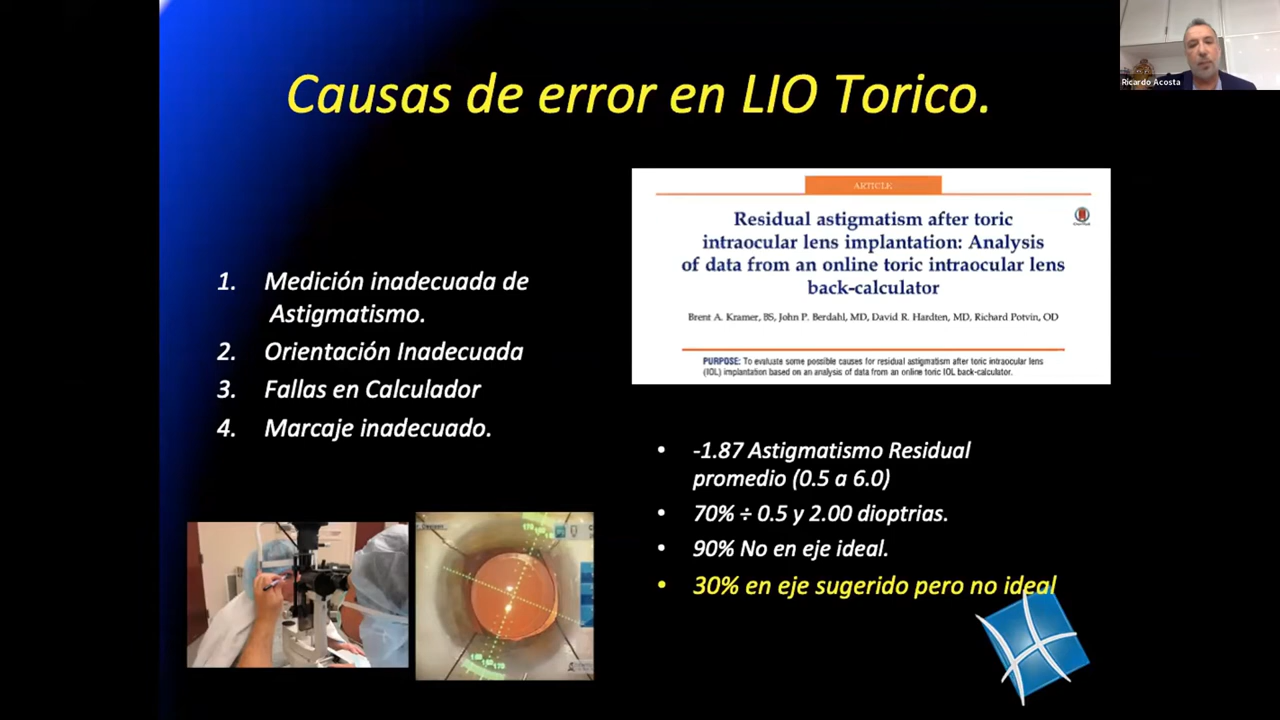 Causas de error en LIO Torico.
Ricardo Acosta
1. Medición inadecuada de
Astigmatismo.
2. Orientación Inadecuada
3. Fallas en Calculador
4. Marcaje inadecuado.
ARTICLE
Residual astigmatism after toric
intraocular lens implantation: Analysis
of data from an online toric intraocular lens
back-calculator
Brent A. Kramer, BS, John P. Berdahl, MD, David R. Hardten, MD, Richard Potvin, OD
PURPOSE: To evaluate some possible causes for residual astigmatism after toric intraocular lens
(IOL) implantation based on an analysis of data from an online toric IOL back-calculator.
• -1.87 Astigmatismo Residual
promedio (0.5 a 6.0)
• 70% ÷ 0.5 y 2.00 dioptrias.
• 90% No en eje ideal.
• 30% en eje sugerido pero no ideal